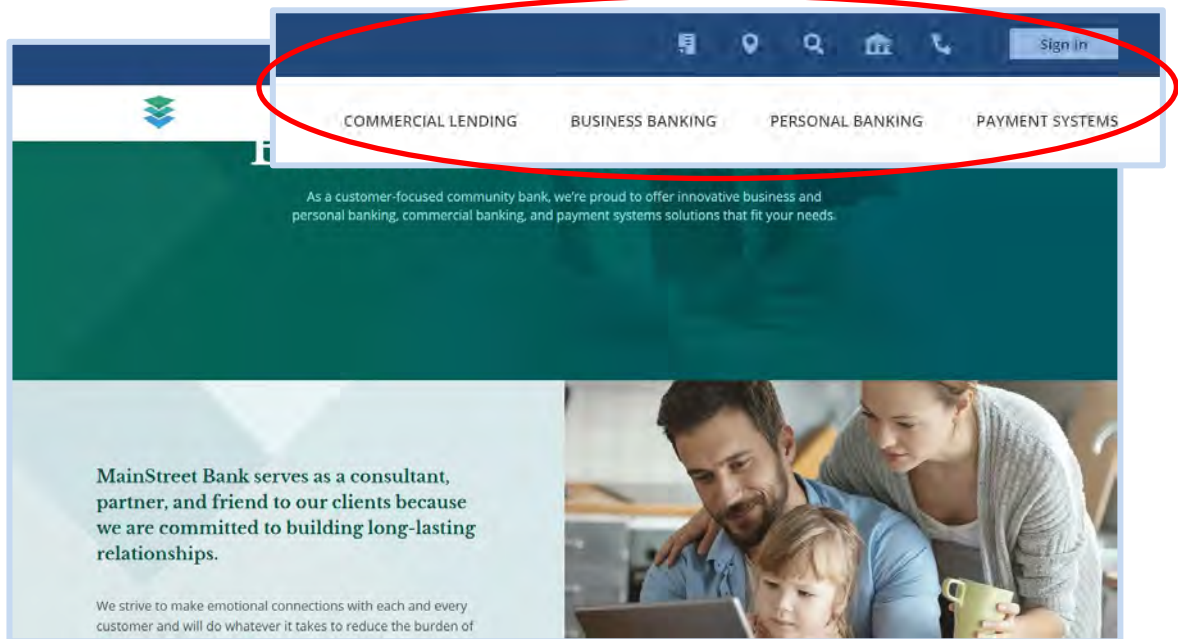 Sign in
COMMERCIAL LENDING BUSINESS BANKING PERSONAL BANKING PAYMENT SYSTEMS
As a customer-focused community bank, we're proud to offer innovative business and
personal banking, commercial banking, and payment systems solutions that fit your needs.
MainStreet Bank serves as a consultant,
partner, and friend to our clients because
we are committed to building long-lasting
relationships.
We strive to make emotional connections with each and every
customer and will do whatever it takes to reduce the burden of